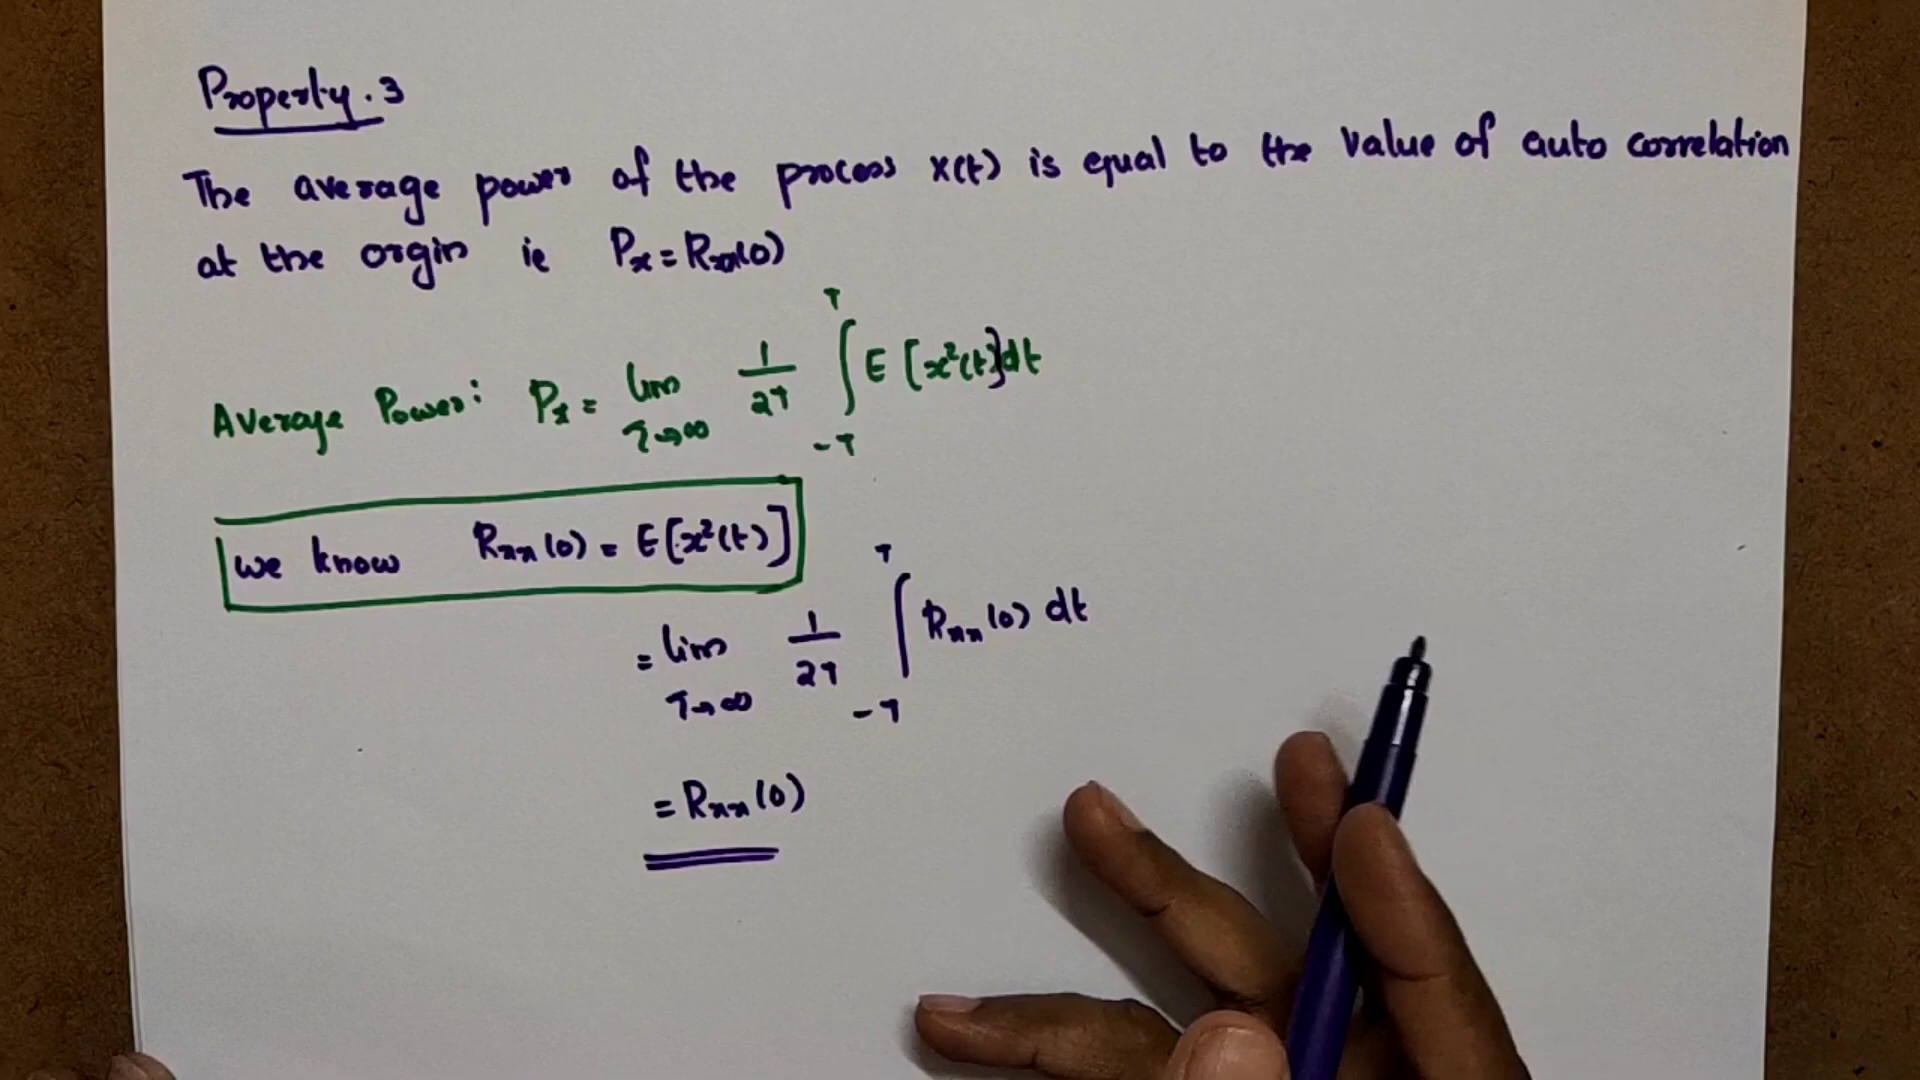 Property.3
The average power of the process x(t) is equal to the value of auto correlation
at the orgin ie Px = Rxx(0)
Average Power: Px = lim T→∞ 1/2T ∫_{-T}^{T} E[x²(t)]dt
we know Rxx(0) = E[x²(t)]
= lim T→∞ 1/2T ∫_{-T}^{T} Rxx(0) dt
= Rxx(0)